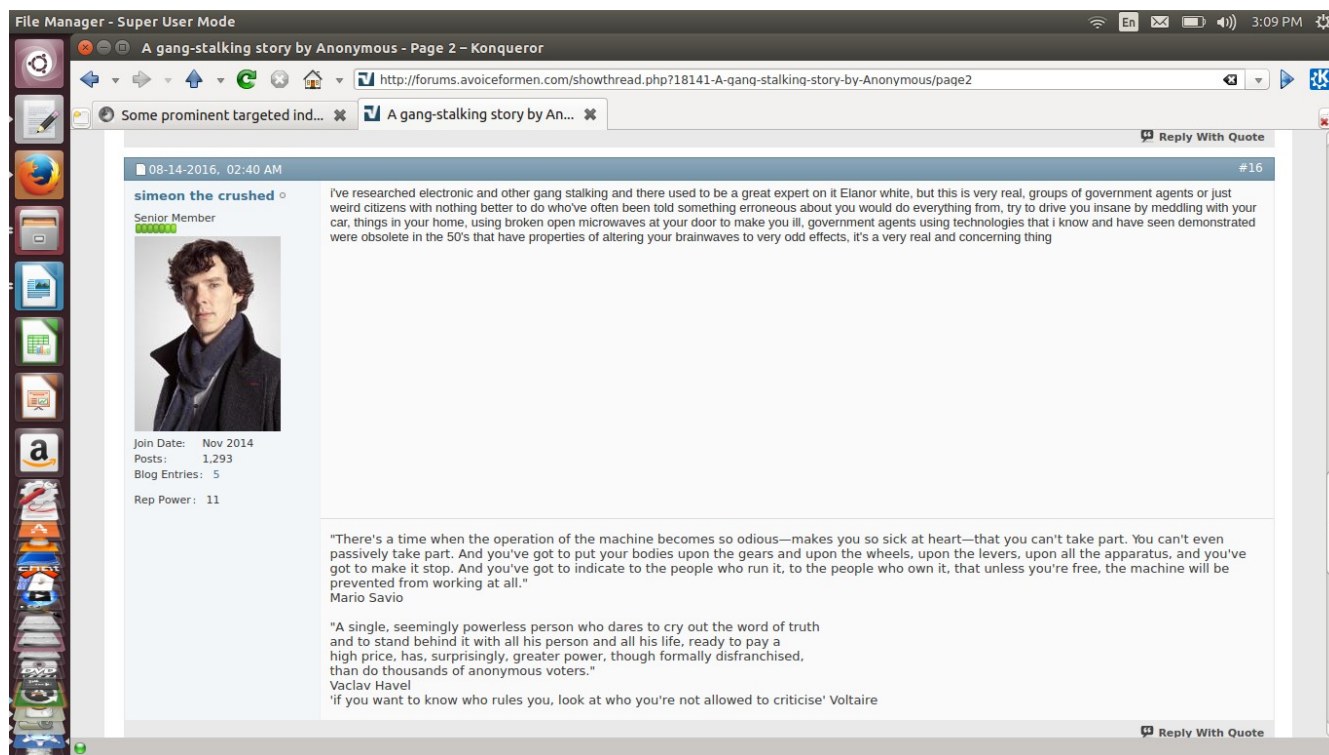 File Manager - Super User Mode
En
3:09 PM
A gang-stalking story by Anonymous - Page 2 – Konqueror
http://forums.avoiceformen.com/showthread.php?18141-A-gang-stalking-story-by-Anonymous/page2
Some prominent targeted ind...
A gang-stalking story by An...
Reply With Quote
08-14-2016, 02:40 AM
#16
simeon the crushed
Senior Member
i've researched electronic and other gang stalking and there used to be a great expert on it Elanor white, but this is very real, groups of government agents or just
weird citizens with nothing better to do who've often been told something erroneous about you would do everything from, try to drive you insane by meddling with your
car, things in your home, using broken open microwaves at your door to make you ill, government agents using technologies that i know and have seen demonstrated
were obsolete in the 50's that have properties of altering your brainwaves to very odd effects, it's a very real and concerning thing
Join Date: Nov 2014
Posts: 1,293
Blog Entries: 5
Rep Power: 11
"There's a time when the operation of the machine becomes so odious—makes you so sick at heart—that you can't take part. You can't even
passively take part. And you've got to put your bodies upon the gears and upon the wheels, upon the levers, upon all the apparatus, and you've
got to make it stop. And you've got to indicate to the people who run it, to the people who own it, that unless you're free, the machine will be
prevented from working at all."
Mario Savio
"A single, seemingly powerless person who dares to cry out the word of truth
and to stand behind it with all his person and all his life, ready to pay a
high price, has, surprisingly, greater power, though formally disfranchised,
than do thousands of anonymous voters."
Vaclav Havel
'if you want to know who rules you, look at who you're not allowed to criticise' Voltaire
Reply With Quote